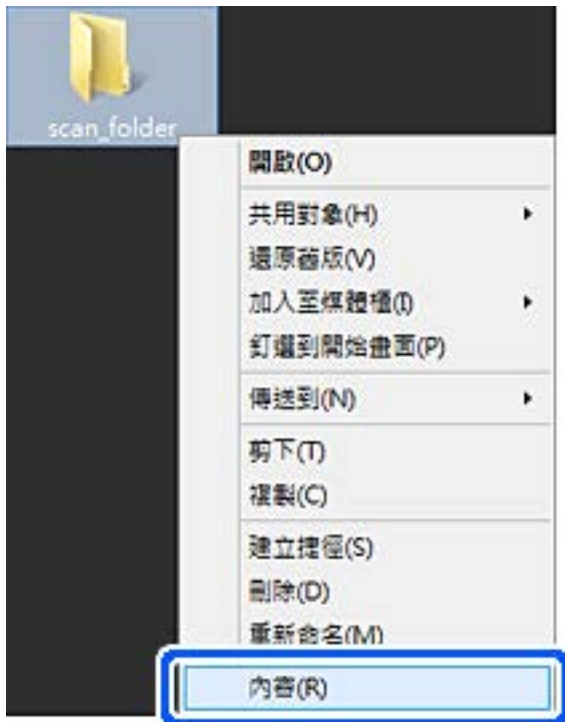 scan_folder
開啟(O)
共用對象(H)
還原舊版(V)
加入至媒體櫃(I)
釘選到開始畫面(P)
傳送到(N)
剪下(T)
複製(C)
建立捷徑(S)
刪除(D)
重新命名(M)
內容(R)